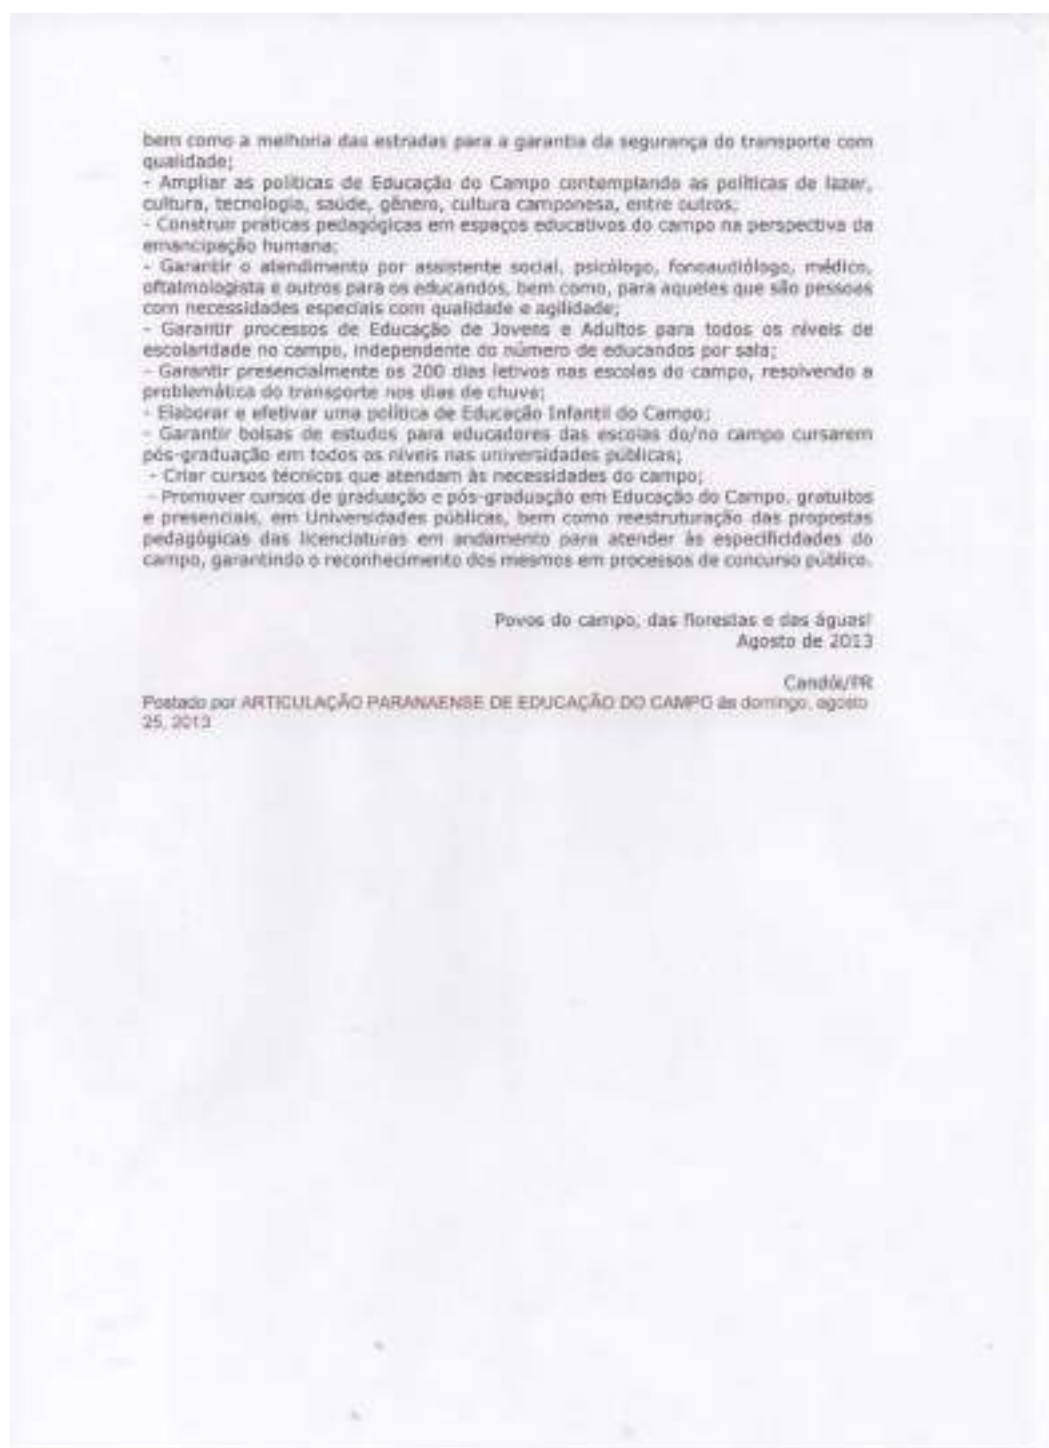 bem como a melhoria das estradas para a garantia da segurança do transporte com
qualidade;
- Ampliar as políticas de Educação do Campo contemplando as políticas de lazer,
cultura, tecnologia, saúde, gênero, cultura camponesa, entre outros;
- Construir práticas pedagógicas em espaços educativos do campo na perspectiva da
emancipação humana;
- Garantir o atendimento por assistente social, psicólogo, fonoaudiólogo, médico,
oftalmologista e outros para os educandos, bem como, para aqueles que são pessoas
com necessidades especiais com qualidade e agilidade;
- Garantir processos de Educação de Jovens e Adultos para todos os níveis de
escolaridade no campo, independente do número de educandos por sala;
- Garantir presencialmente os 200 dias letivos nas escolas do campo, resolvendo a
problemática do transporte nos dias de chuva;
- Elaborar e efetivar uma política de Educação Infantil do Campo;
- Garantir bolsas de estudos para educadores das escolas do/no campo cursarem
pós-graduação em todos os níveis nas universidades públicas;
- Criar cursos técnicos que atendam às necessidades do campo;
- Promover cursos de graduação e pós-graduação em Educação do Campo, gratuitos
e presenciais, em Universidades públicas, bem como reestruturação das propostas
pedagógicas das licenciaturas em andamento para atender às especificidades do
campo, garantindo o reconhecimento dos mesmos em processos de concurso público.
Povos do campo, das florestas e das águas!
Agosto de 2013
Candói/PR
Postado por ARTICULAÇÃO PARANAENSE DE EDUCAÇÃO DO CAMPO às domingo, agosto
25, 2013